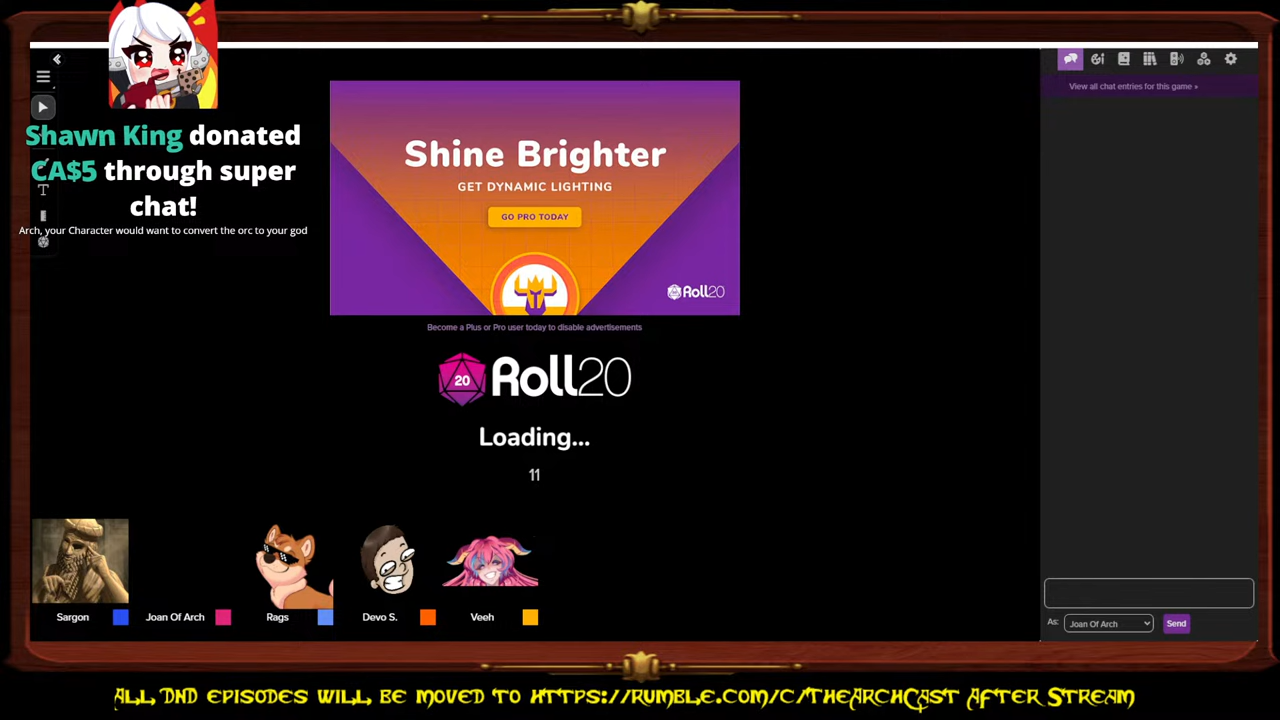 Shawn King donated
CA$5 through super
chat!
Arch, your Character would want to convert the orc to your god
T
Shine Brighter
GET DYNAMIC LIGHTING
GO PRO TODAY
Roll20
Become a Plus or Pro user today to disable advertisements
20 Roll20
Loading...
11
View all chat entries for this game »
Sargon
Joan Of Arch
Rags
Devo S.
Veeh
As: Joan Of Arch Send
ALL DND EPISODES WILL BE MOVED TO HTTPS://RUMBLE.COM/C/THEARCHCAST AFTER STREAM